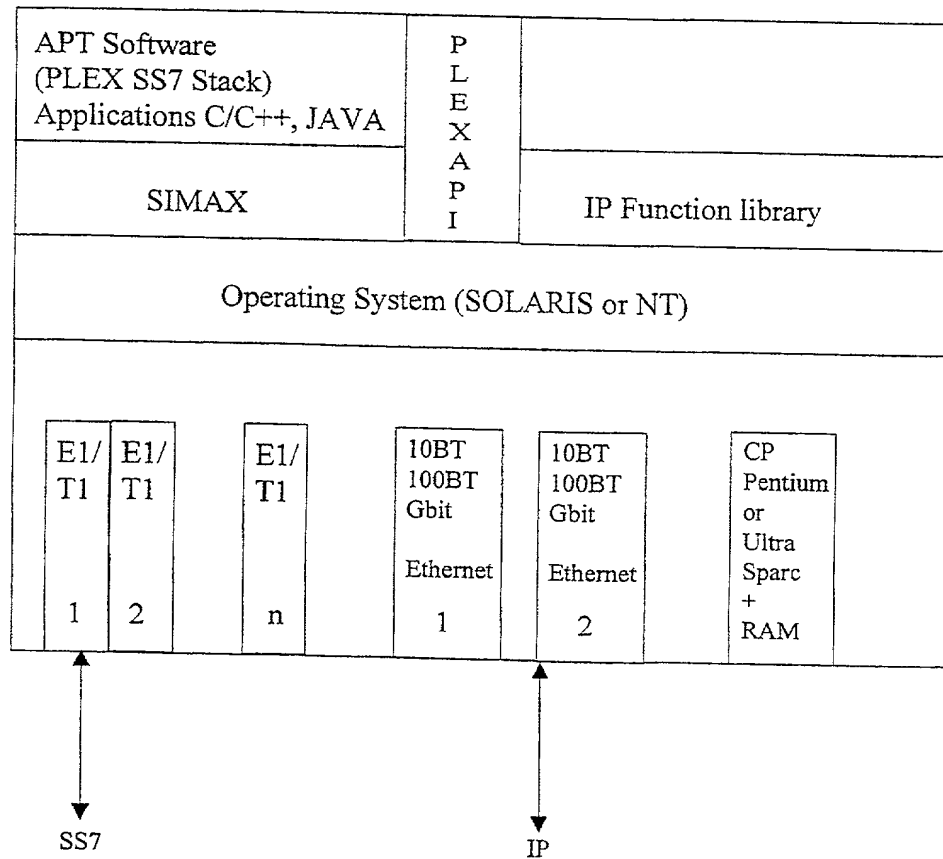 APT Software
(PLEX SS7 Stack)
Applications C/C++, JAVA
P
L
E
X
A
P
I
SIMAX
IP Function library
Operating System (SOLARIS or NT)
E1/
T1
1
E1/
T1
2
E1/
T1
n
10BT
100BT
Gbit
Ethernet
1
10BT
100BT
Gbit
Ethernet
2
CP
Pentium
or
Ultra
Sparc
+
RAM
SS7
IP